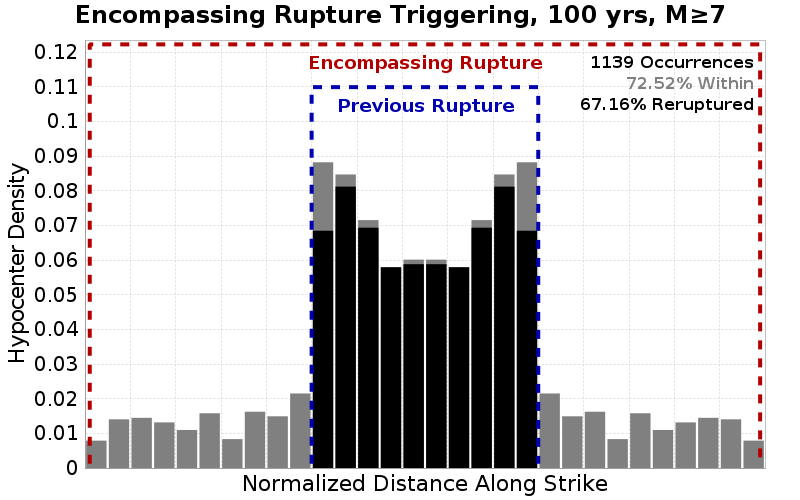 Encompassing Rupture Triggering, 100 yrs, M≥7
0.12
0.11
0.1
0.09
0.08
0.07
0.06
0.05
0.04
0.03
0.02
0.01
0
Hypocenter Density
Encompassing Rupture
Previous Rupture
1139 Occurrences
72.52% Within
67.16% Reruptured
Normalized Distance Along Strike